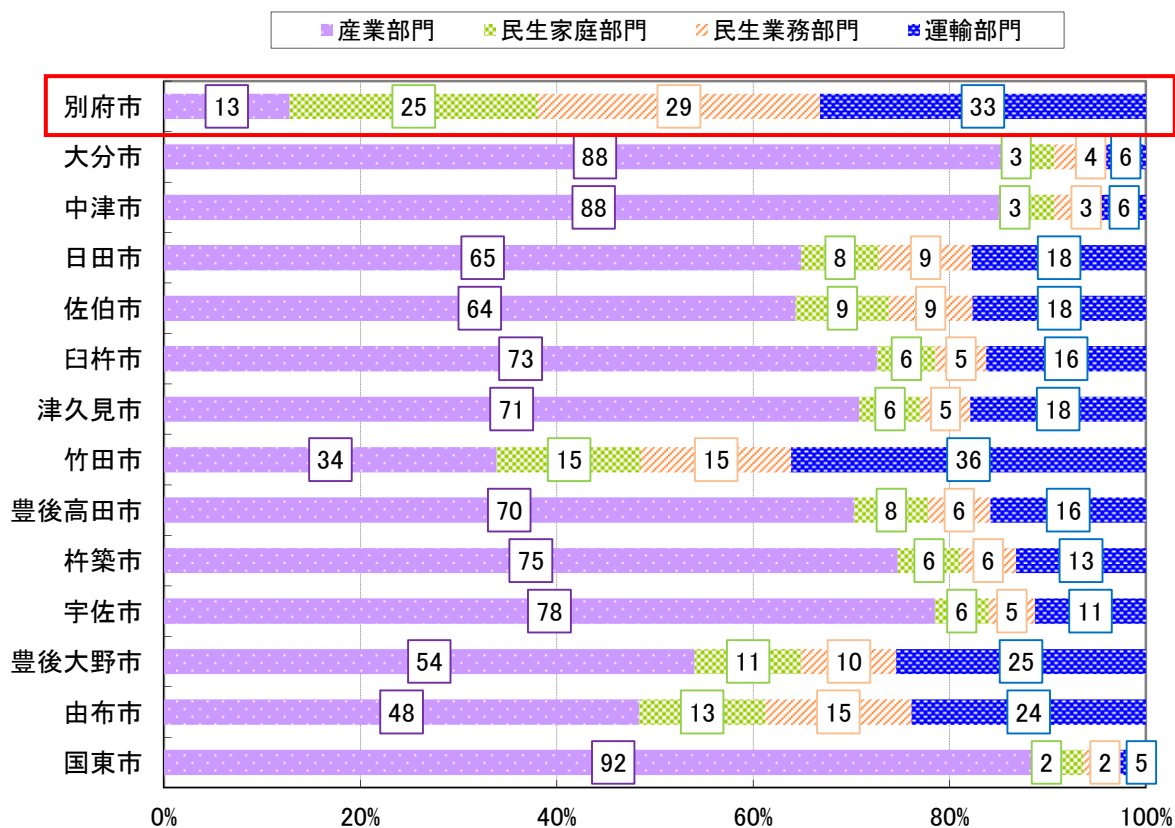 産業部門 民生家庭部門 民生業務部門 運輸部門
別府市 13 25 29 33
大分市 88 3 4 6
中津市 88 3 3 6
日田市 65 8 9 18
佐伯市 64 9 9 18
臼杵市 73 6 5 16
津久見市 71 6 5 18
竹田市 34 15 15 36
豊後高田市 70 8 6 16
杵築市 75 6 6 13
宇佐市 78 6 5 11
豊後大野市 54 11 10 25
由布市 48 13 15 24
国東市 92 2 2 5
0% 20% 40% 60% 80% 100%